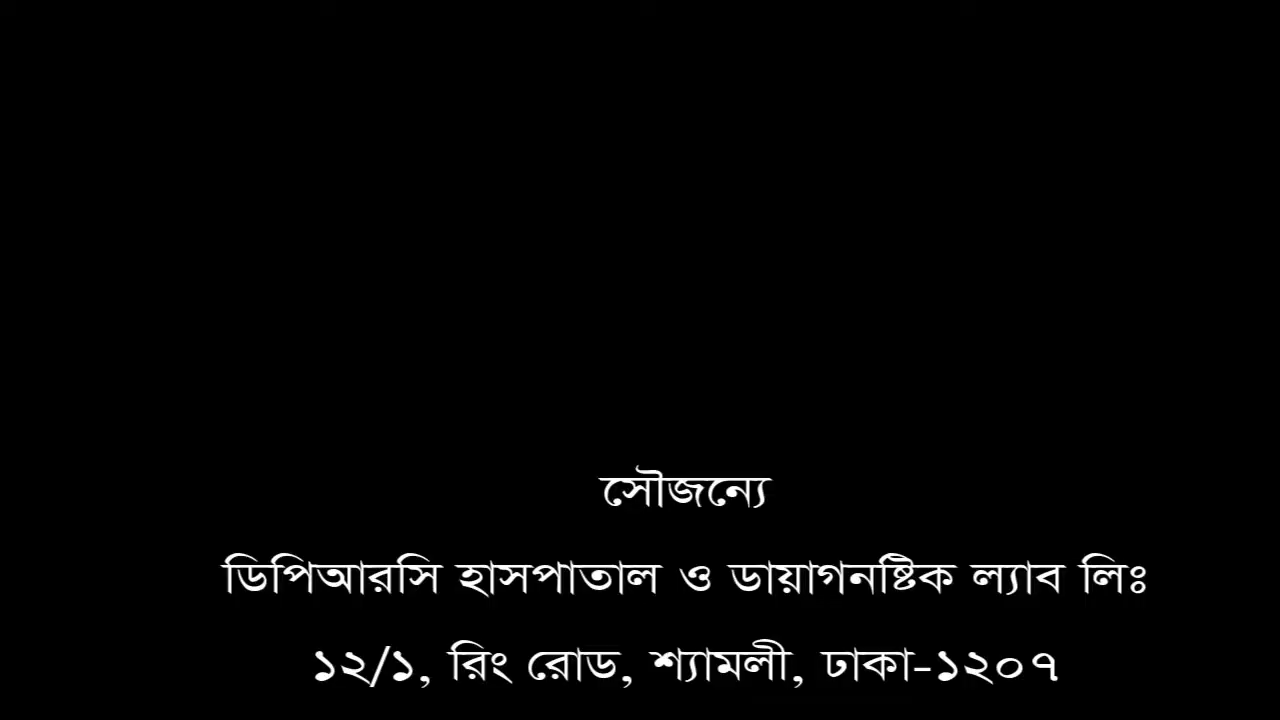 সৌজন্যে
ডিপিআরসি হাসপাতাল ও ডায়াগনষ্টিক ল্যাব লিঃ
১২/১, রিং রোড, শ্যামলী, ঢাকা-১২০৭